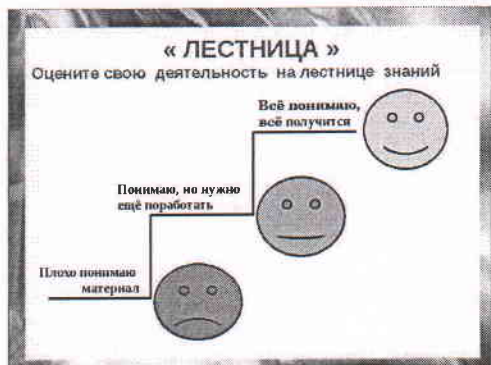 « ЛЕСТНИЦА »
Оцените свою деятельность на лестнице знаний
Всё понимаю,
всё получится
Понимаю, но нужно
ещё поработать
Плохо понимаю
материал